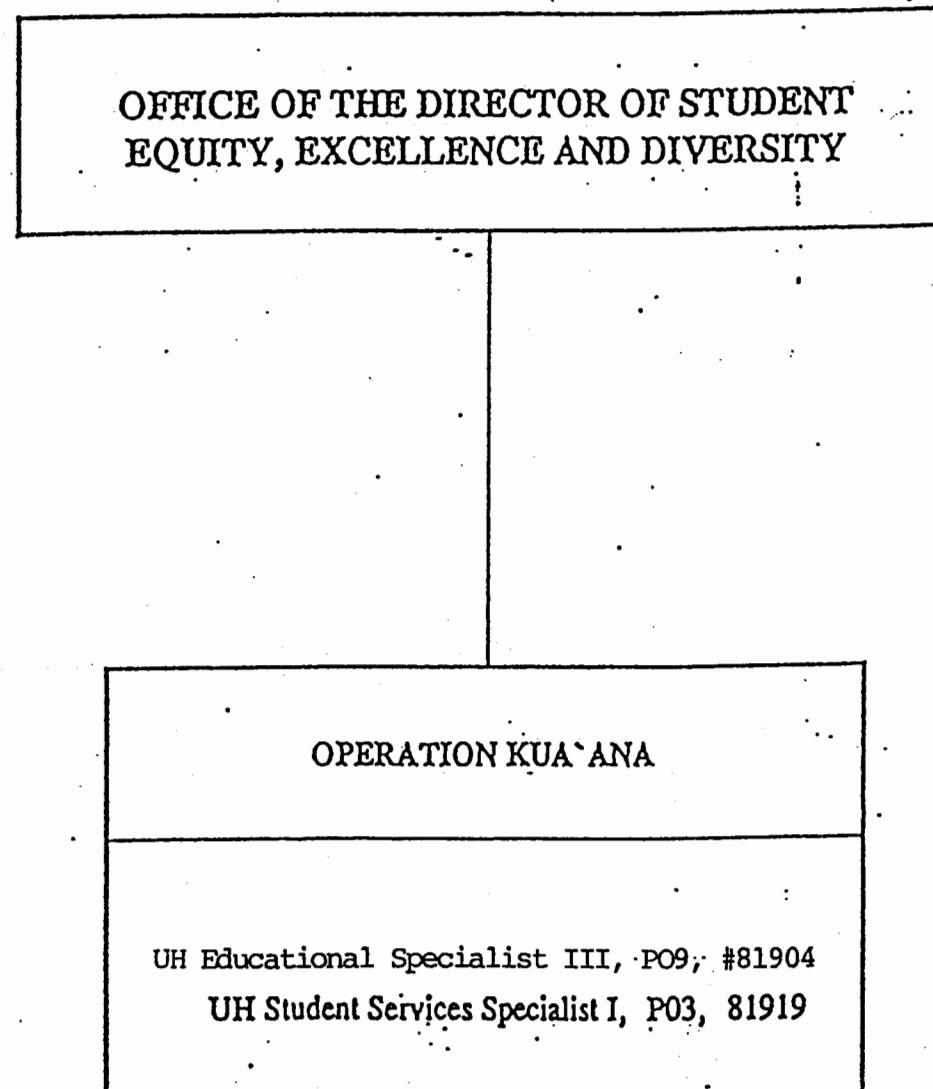 OFFICE OF THE DIRECTOR OF STUDENT
EQUITY, EXCELLENCE AND DIVERSITY
OPERATION KUA`ANA
UH Educational Specialist III, PO9, #81904
UH Student Services Specialist I, P03, 81919